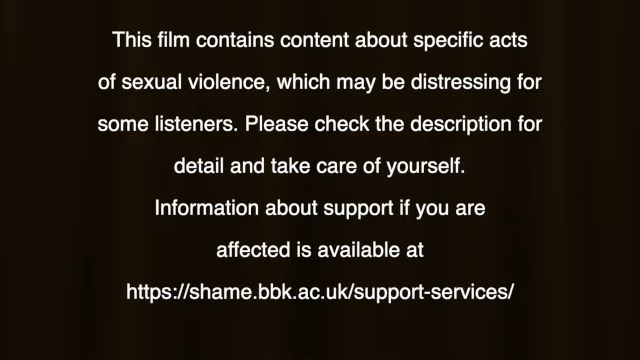 This film contains content about specific acts
of sexual violence, which may be distressing for
some listeners. Please check the description for
detail and take care of yourself.
Information about support if you are
affected is available at
https://shame.bbk.ac.uk/support-services/